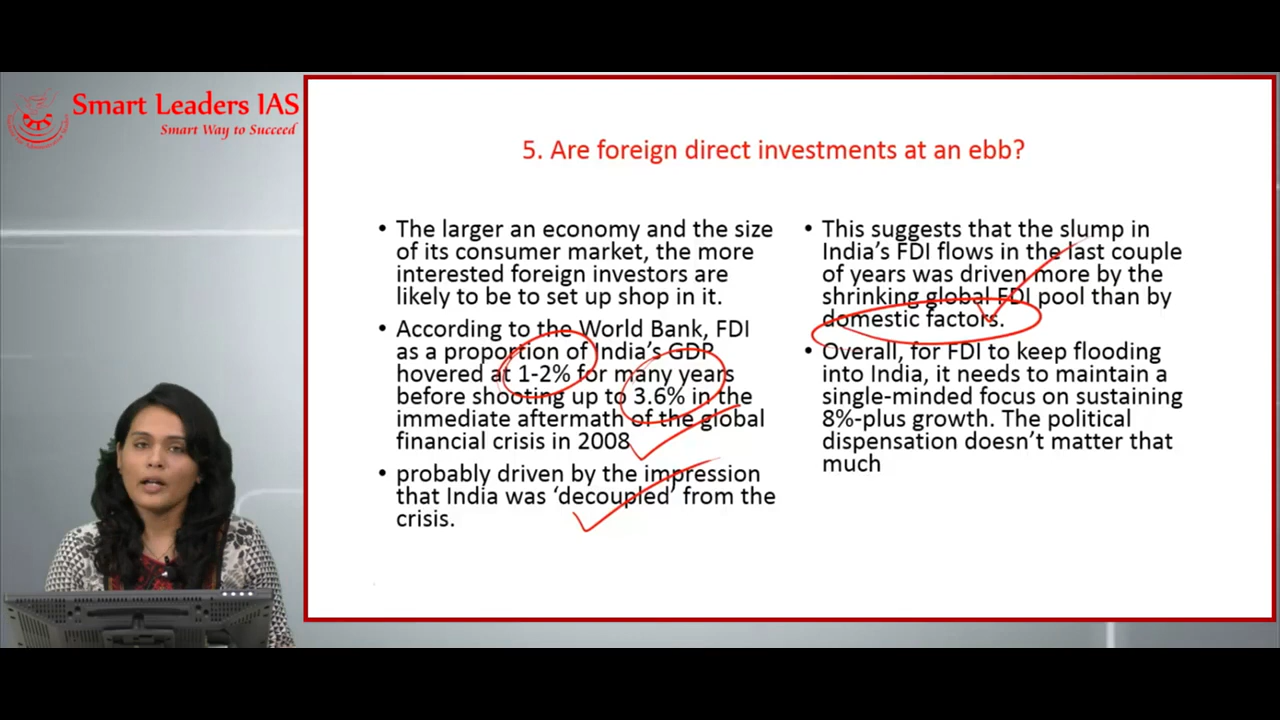 Smart Leaders IAS
Smart Way to Succeed
5. Are foreign direct investments at an ebb?
• The larger an economy and the size
of its consumer market, the more
interested foreign investors are
likely to be to set up shop in it.
• According to the World Bank, FDI
as a proportion of India's GDP
hovered at 1-2% for many years
before shooting up to 3.6% in the
immediate aftermath of the global
financial crisis in 2008
• probably driven by the impression
that India was ‘decoupled’ from the
crisis.
• This suggests that the slump in
India's FDI flows in the last couple
of years was driven more by the
shrinking global FDI pool than by
domestic factors.
• Overall, for FDI to keep flooding
into India, it needs to maintain a
single-minded focus on sustaining
8%-plus growth. The political
dispensation doesn't matter that
much